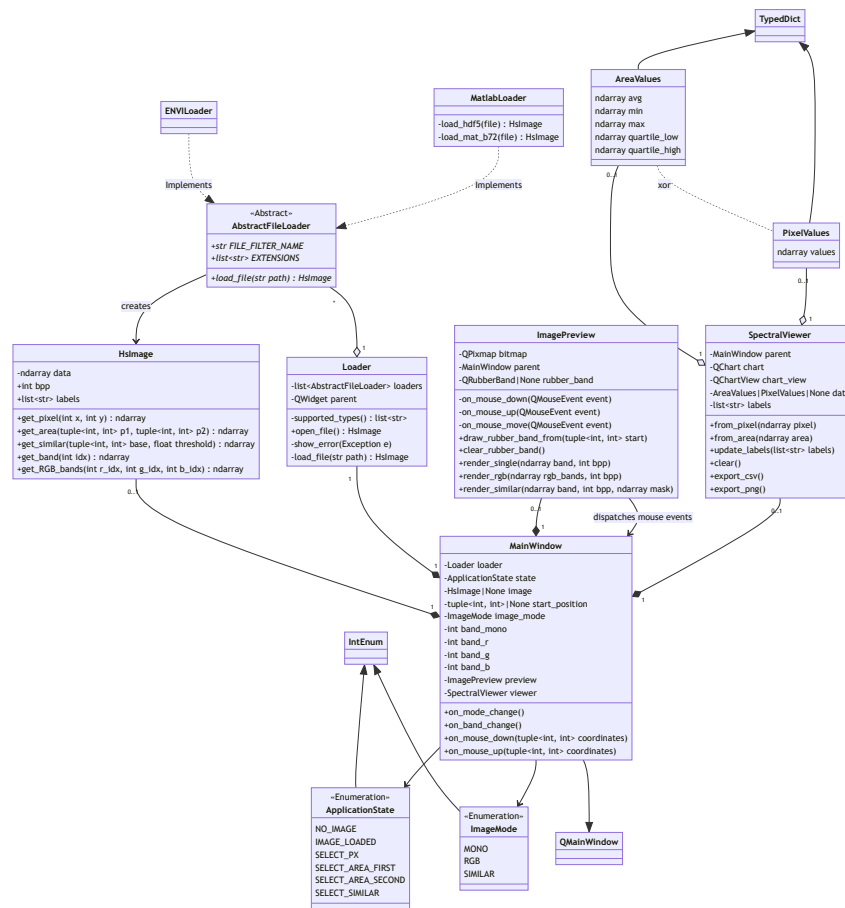 TypedDict
AreaValues
ndarray avg
ndarray min
ndarray max
ndarray quartile_low
ndarray quartile_high
MatlabLoader
-load_hdf5(file) : HsImage
-load_mat_b72(file) : HsImage
ENVILoader
0..1
xor
Implements
Implements
«Abstract»
AbstractFileLoader
+str FILE_FILTER_NAME
+list<str> EXTENSIONS
+load_file(str path) : HsImage
PixelValues
ndarray values
0..1
creates
*
1
1
1
HsImage
-ndarray data
+int bpp
+list<str> labels
+get_pixel(int x, int y) : ndarray
+get_area(tuple<int, int> p1, tuple<int, int> p2) : ndarray
+get_similar(tuple<int, int> base, float threshold) : ndarray
+get_band(int idx) : ndarray
+get_RGB_bands(int r_idx, int g_idx, int b_idx) : ndarray
Loader
-list<AbstractFileLoader> loaders
-QWidget parent
-supported_types() : list<str>
+open_file() : HsImage
-show_error(Exception e)
-load_file(str path) : HsImage
ImagePreview
-QPixmap bitmap
-MainWindow parent
-QRubberBand|None rubber_band
-on_mouse_down(QMouseEvent event)
-on_mouse_up(QMouseEvent event)
-on_mouse_move(QMouseEvent event)
+draw_rubber_band_from(tuple<int, int> start)
+clear_rubber_band()
+render_single(ndarray band, int bpp)
+render_rgb(ndarray rgb_bands, int bpp)
+render_similar(ndarray band, int bpp, ndarray mask)
SpectralViewer
-MainWindow parent
-QChart chart
-QChartView chart_view
-AreaValues|PixelValues|None dat
-list<str> labels
+from_pixel(ndarray pixel)
+from_area(ndarray area)
+update_labels(list<str> labels)
+clear()
+export_csv()
+export_png()
0..
1
0..1
dispatches mouse events
0..1
1
1
1
1
MainWindow
-Loader loader
-ApplicationState state
-HsImage|None image
-tuple<int, int>|None start_position
-ImageMode image_mode
-int band_mono
-int band_r
-int band_g
-int band_b
-ImagePreview preview
-SpectralViewer viewer
+on_mode_change()
+on_band_change()
+on_mouse_down(tuple<int, int> coordinates)
+on_mouse_up(tuple<int, int> coordinates)
IntEnum
«Enumeration»
ApplicationState
NO_IMAGE
IMAGE_LOADED
SELECT_PX
SELECT_AREA_FIRST
SELECT_AREA_SECOND
SELECT_SIMILAR
«Enumeration»
ImageMode
MONO
RGB
SIMILAR
QMainWindow